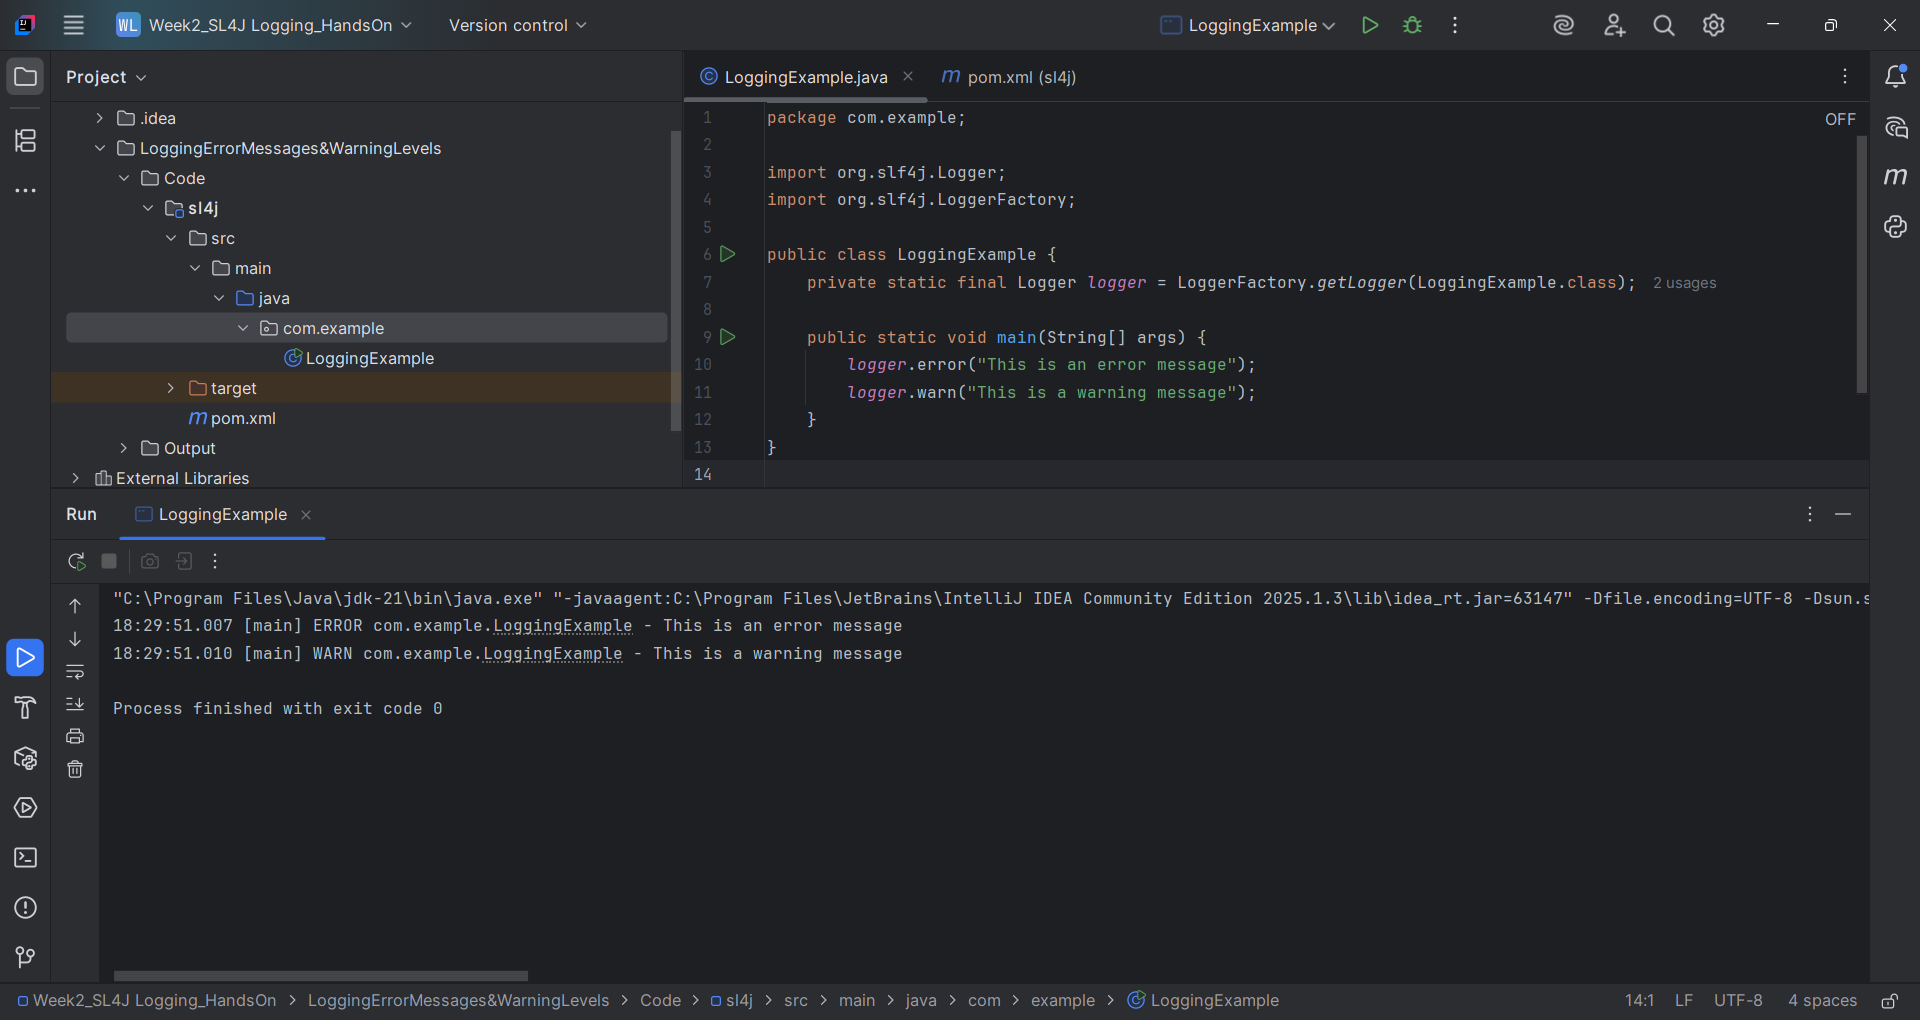 WL Week2_SL4J Logging_HandsOn Version control LoggingExample
Project
.idea
LoggingErrorMessages&WarningLevels
Code
sl4j
src
main
java
com.example
LoggingExample
target
m pom.xml
Output
External Libraries
LoggingExample.java m pom.xml (sl4j)
OFF
1 package com.example;
2
3 import org.slf4j.Logger;
4 import org.slf4j.LoggerFactory;
5
6 public class LoggingExample {
7 private static final Logger logger = LoggerFactory.getLogger(LoggingExample.class); 2 usages
8
9 public static void main(String[] args) {
10 logger.error("This is an error message");
11 logger.warn("This is a warning message");
12 }
13 }
14
Run LoggingExample
"C:\Program Files\Java\jdk-21\bin\java.exe" "-javaagent:C:\Program Files\JetBrains\IntelliJ IDEA Community Edition 2025.1.3\lib\idea_rt.jar=63147" -Dfile.encoding=UTF-8 -Dsun.s
18:29:51.007 [main] ERROR com.example.LoggingExample - This is an error message
18:29:51.010 [main] WARN com.example.LoggingExample - This is a warning message
Process finished with exit code 0
Week2_SL4J Logging_HandsOn > LoggingErrorMessages&WarningLevels > Code > sl4j > src > main > java > com > example > LoggingExample 14:1 LF UTF-8 4 spaces